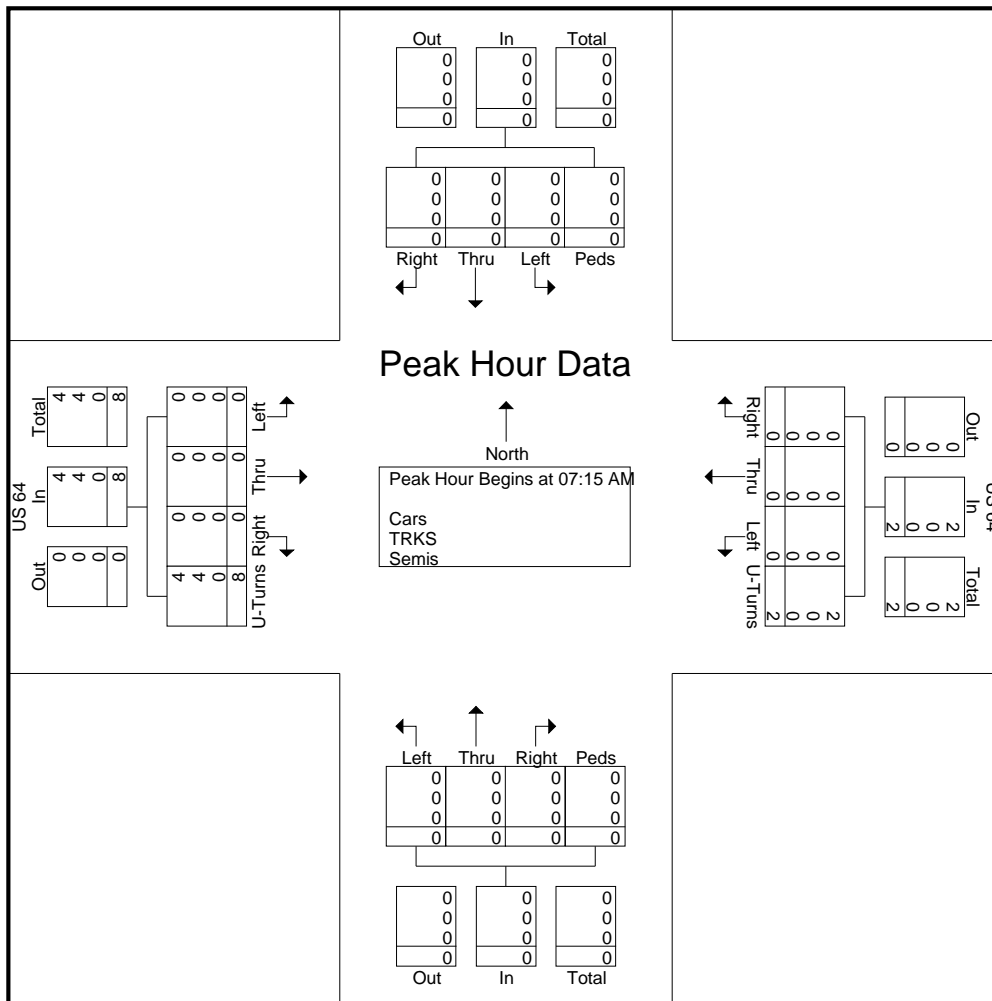 Out In Total
0 0 0
0 0 0
0 0 0
0 0 0
0 0 0 0
0 0 0 0
0 0 0 0
0 0 0 0
Right Thru Left Peds
Peak Hour Data
US 64
Total In Out
4 4 0
4 4 0
0 0 0
8 8 0
0 0 0 4
0 0 0 4
0 0 0 0
0 0 0 8
Left Thru Right U-Turns
North
Peak Hour Begins at 07:15 AM
Cars
TRKS
Semis
US 64
Out In Total
0 2 2
0 0 0
0 0 0
0 2 2
0 0 0 2
0 0 0 0
0 0 0 0
0 0 0 2
Right Thru Left U-Turns
Left Thru Right Peds
0 0 0 0
0 0 0 0
0 0 0 0
0 0 0 0
0 0 0
0 0 0
0 0 0
0 0 0
Out In Total